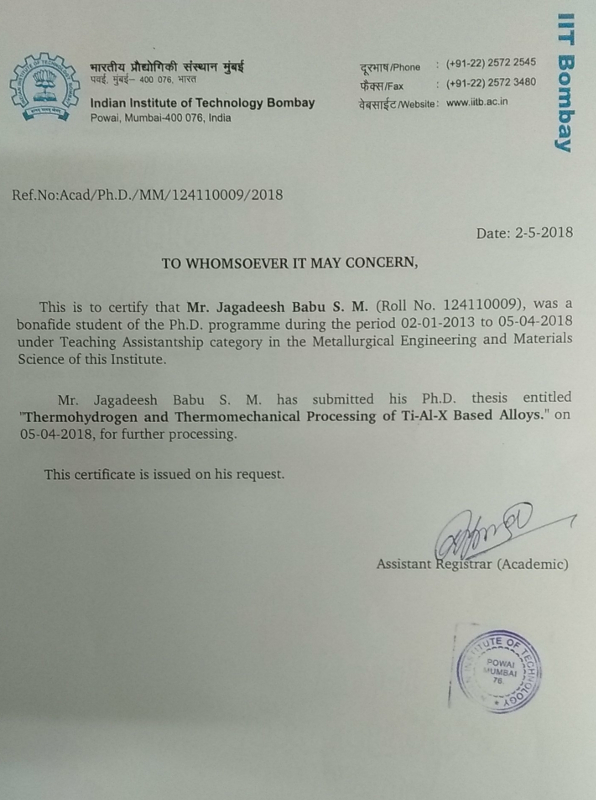 IIT Bombay
भारतीय प्रौद्योगिकी संस्थान मुंबई
पवई, मुंबई– 400 076, भारत
Indian Institute of Technology Bombay
Powai, Mumbai-400 076, India
दूरभाष/Phone : (+91-22) 2572 2545
फैक्स/Fax : (+91-22) 2572 3480
वेबसाईट/Website: www.iitb.ac.in
Ref.No:Acad/Ph.D./MM/124110009/2018
Date: 2-5-2018
TO WHOMSOEVER IT MAY CONCERN,
This is to certify that Mr. Jagadeesh Babu S. M. (Roll No. 124110009), was a
bonafide student of the Ph.D. programme during the period 02-01-2013 to 05-04-2018
under Teaching Assistantship category in the Metallurgical Engineering and Materials
Science of this Institute.
Mr. Jagadeesh Babu S. M. has submitted his Ph.D. thesis entitled
"Thermohydrogen and Thermomechanical Processing of Ti-Al-X Based Alloys." on
05-04-2018, for further processing.
This certificate is issued on his request.
Assistant Registrar (Academic)
INSTITUTE OF TECHNOLOGY
POWAI
MUMBAI
76.